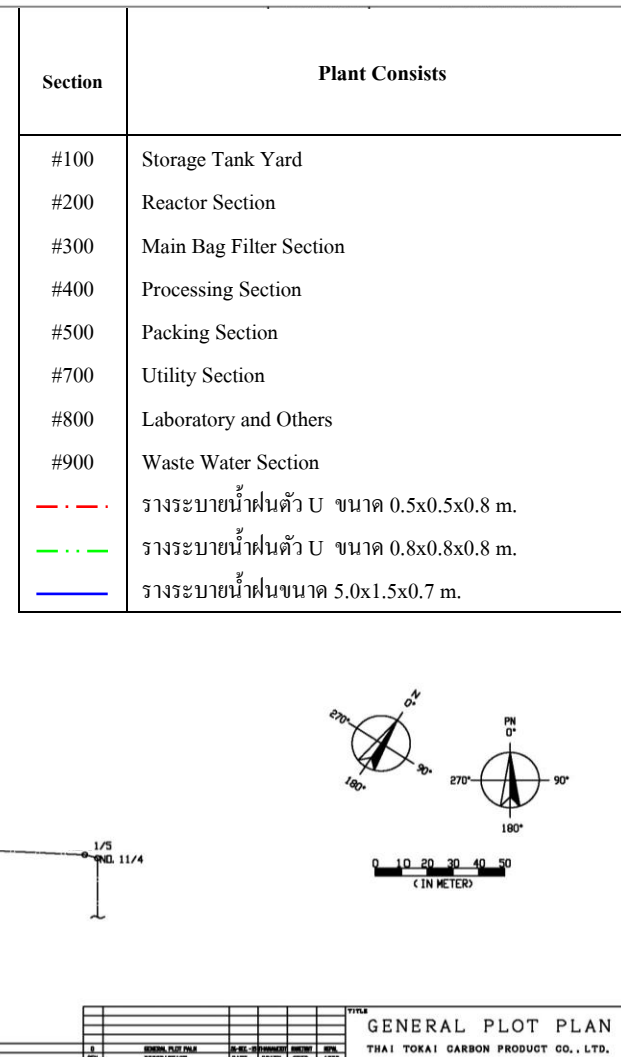 Section Plant Consists
#100 Storage Tank Yard
#200 Reactor Section
#300 Main Bag Filter Section
#400 Processing Section
#500 Packing Section
#700 Utility Section
#800 Laboratory and Others
#900 Waste Water Section
รางระบายน้ำฝนตัว U ขนาด 0.5x0.5x0.8 m.
รางระบายน้ำฝนตัว U ขนาด 0.8x0.8x0.8 m.
รางระบายน้ำฝนขนาด 5.0x1.5x0.7 m.
N
0°
270°
90°
180°
PN
0°
270° 90°
180°
1/5
NO. 11/4
0 10 20 30 40 50
( IN METER)
TITLE
GENERAL PLOT PLAN
THAI TOKAI CARBON PRODUCT CO., LTD.
0 GENERAL PLOT PALN